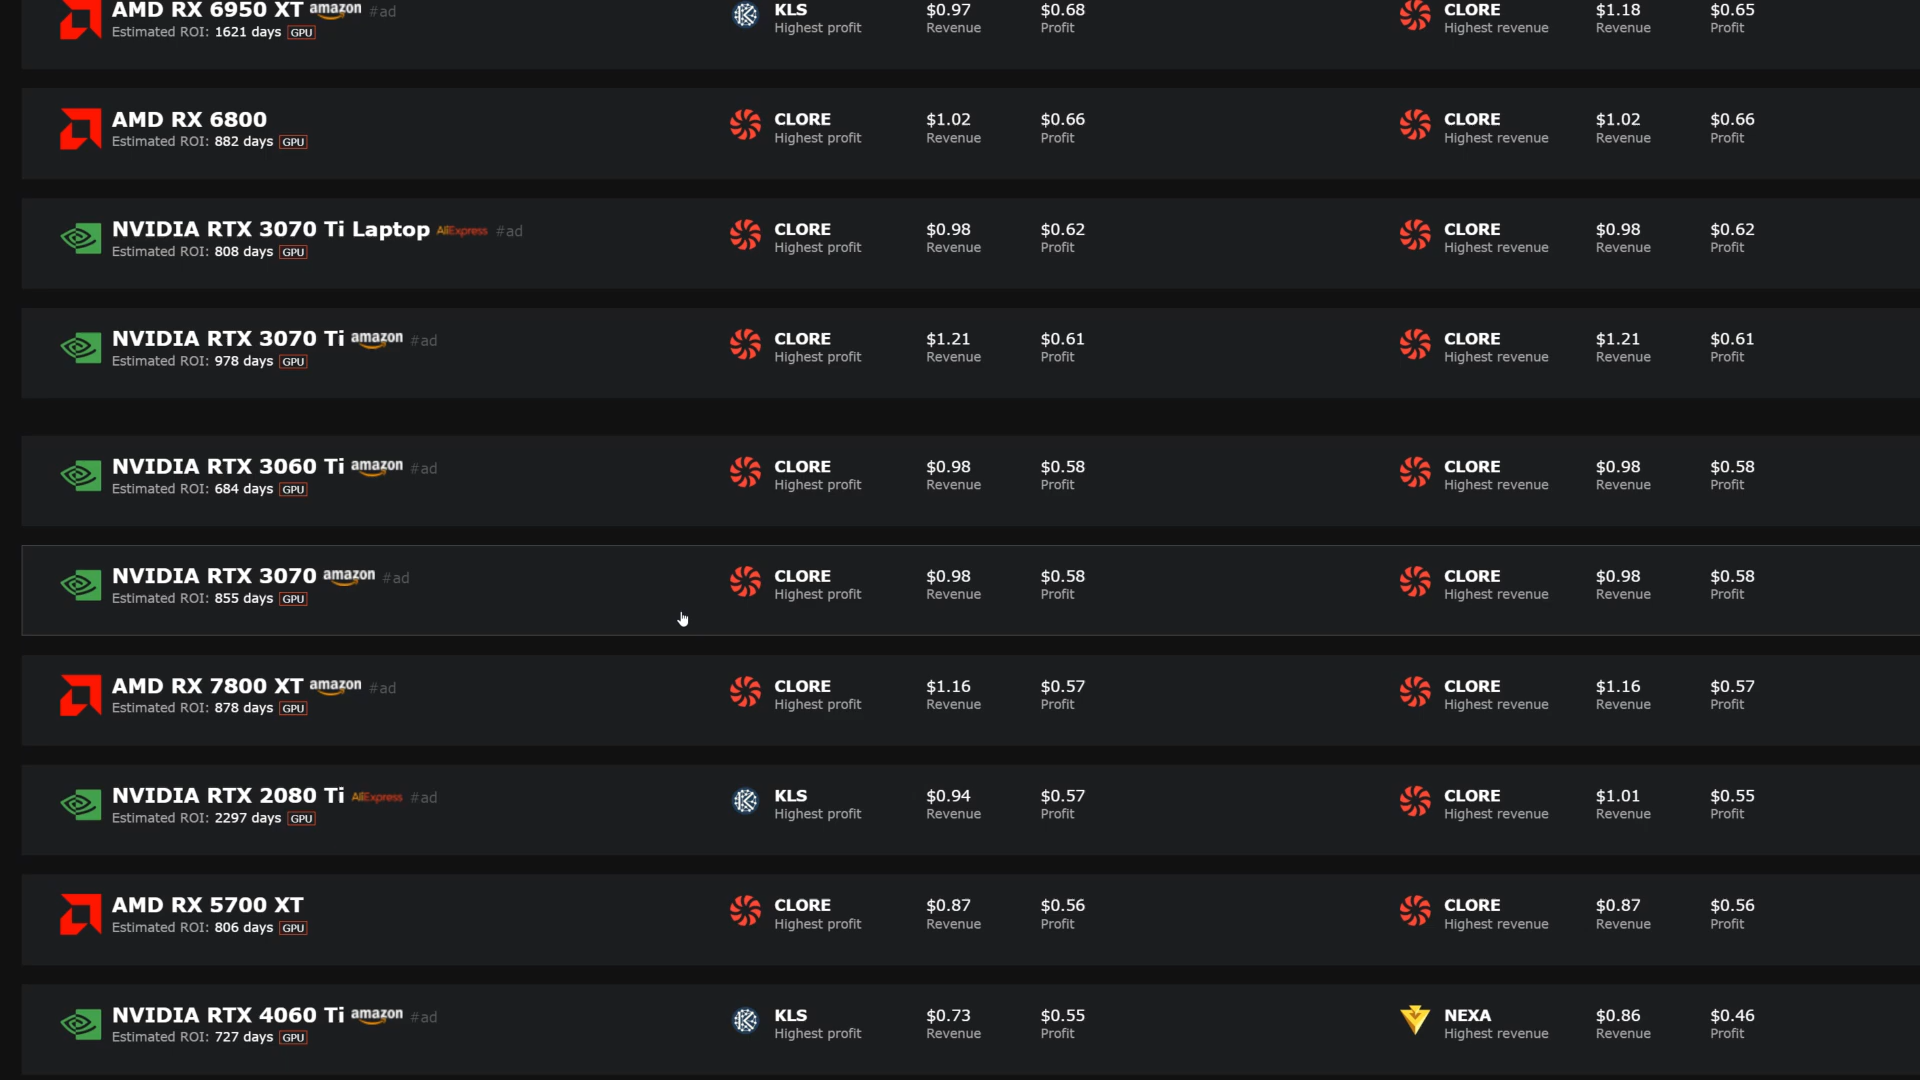 AMD RX 6950 XT amazon #ad
Estimated ROI: 1621 days GPU
KLS
Highest profit
$0.97
Revenue
$0.68
Profit
CLORE
Highest revenue
$1.18
Revenue
$0.65
Profit
AMD RX 6800
Estimated ROI: 882 days GPU
CLORE
Highest profit
$1.02
Revenue
$0.66
Profit
CLORE
Highest revenue
$1.02
Revenue
$0.66
Profit
NVIDIA RTX 3070 Ti Laptop AliExpress #ad
Estimated ROI: 808 days GPU
CLORE
Highest profit
$0.98
Revenue
$0.62
Profit
CLORE
Highest revenue
$0.98
Revenue
$0.62
Profit
NVIDIA RTX 3070 Ti amazon #ad
Estimated ROI: 978 days GPU
CLORE
Highest profit
$1.21
Revenue
$0.61
Profit
CLORE
Highest revenue
$1.21
Revenue
$0.61
Profit
NVIDIA RTX 3060 Ti amazon #ad
Estimated ROI: 684 days GPU
CLORE
Highest profit
$0.98
Revenue
$0.58
Profit
CLORE
Highest revenue
$0.98
Revenue
$0.58
Profit
NVIDIA RTX 3070 amazon #ad
Estimated ROI: 855 days GPU
CLORE
Highest profit
$0.98
Revenue
$0.58
Profit
CLORE
Highest revenue
$0.98
Revenue
$0.58
Profit
AMD RX 7800 XT amazon #ad
Estimated ROI: 878 days GPU
CLORE
Highest profit
$1.16
Revenue
$0.57
Profit
CLORE
Highest revenue
$1.16
Revenue
$0.57
Profit
NVIDIA RTX 2080 Ti AliExpress #ad
Estimated ROI: 2297 days GPU
KLS
Highest profit
$0.94
Revenue
$0.57
Profit
CLORE
Highest revenue
$1.01
Revenue
$0.55
Profit
AMD RX 5700 XT
Estimated ROI: 806 days GPU
CLORE
Highest profit
$0.87
Revenue
$0.56
Profit
CLORE
Highest revenue
$0.87
Revenue
$0.56
Profit
NVIDIA RTX 4060 Ti amazon #ad
Estimated ROI: 727 days GPU
KLS
Highest profit
$0.73
Revenue
$0.55
Profit
NEXA
Highest revenue
$0.86
Revenue
$0.46
Profit